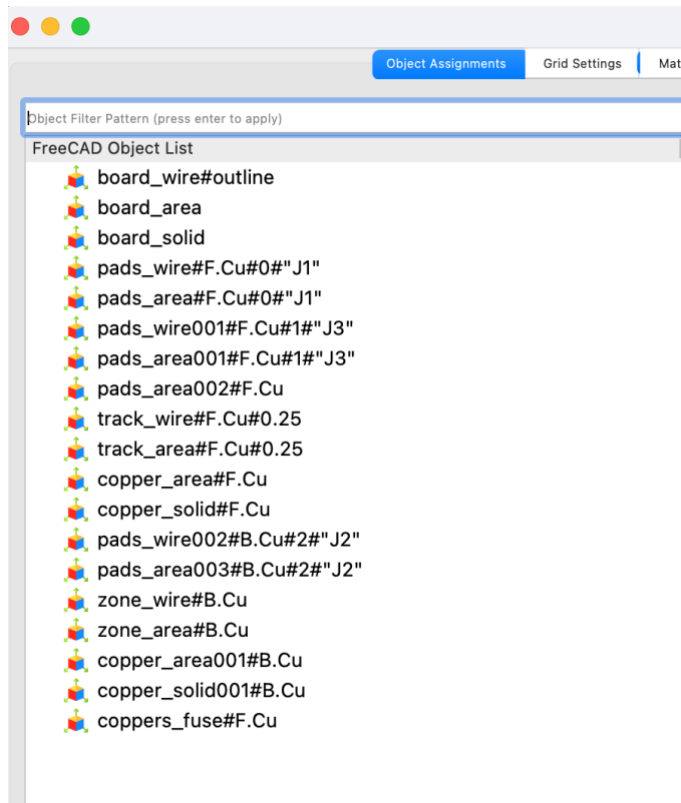 Object Assignments Grid Settings Mat
Object Filter Pattern (press enter to apply)
FreeCAD Object List
board_wire#outline
board_area
board_solid
pads_wire#F.Cu#0#"J1"
pads_area#F.Cu#0#"J1"
pads_wire001#F.Cu#1#"J3"
pads_area001#F.Cu#1#"J3"
pads_area002#F.Cu
track_wire#F.Cu#0.25
track_area#F.Cu#0.25
copper_area#F.Cu
copper_solid#F.Cu
pads_wire002#B.Cu#2#"J2"
pads_area003#B.Cu#2#"J2"
zone_wire#B.Cu
zone_area#B.Cu
copper_area001#B.Cu
copper_solid001#B.Cu
coppers_fuse#F.Cu